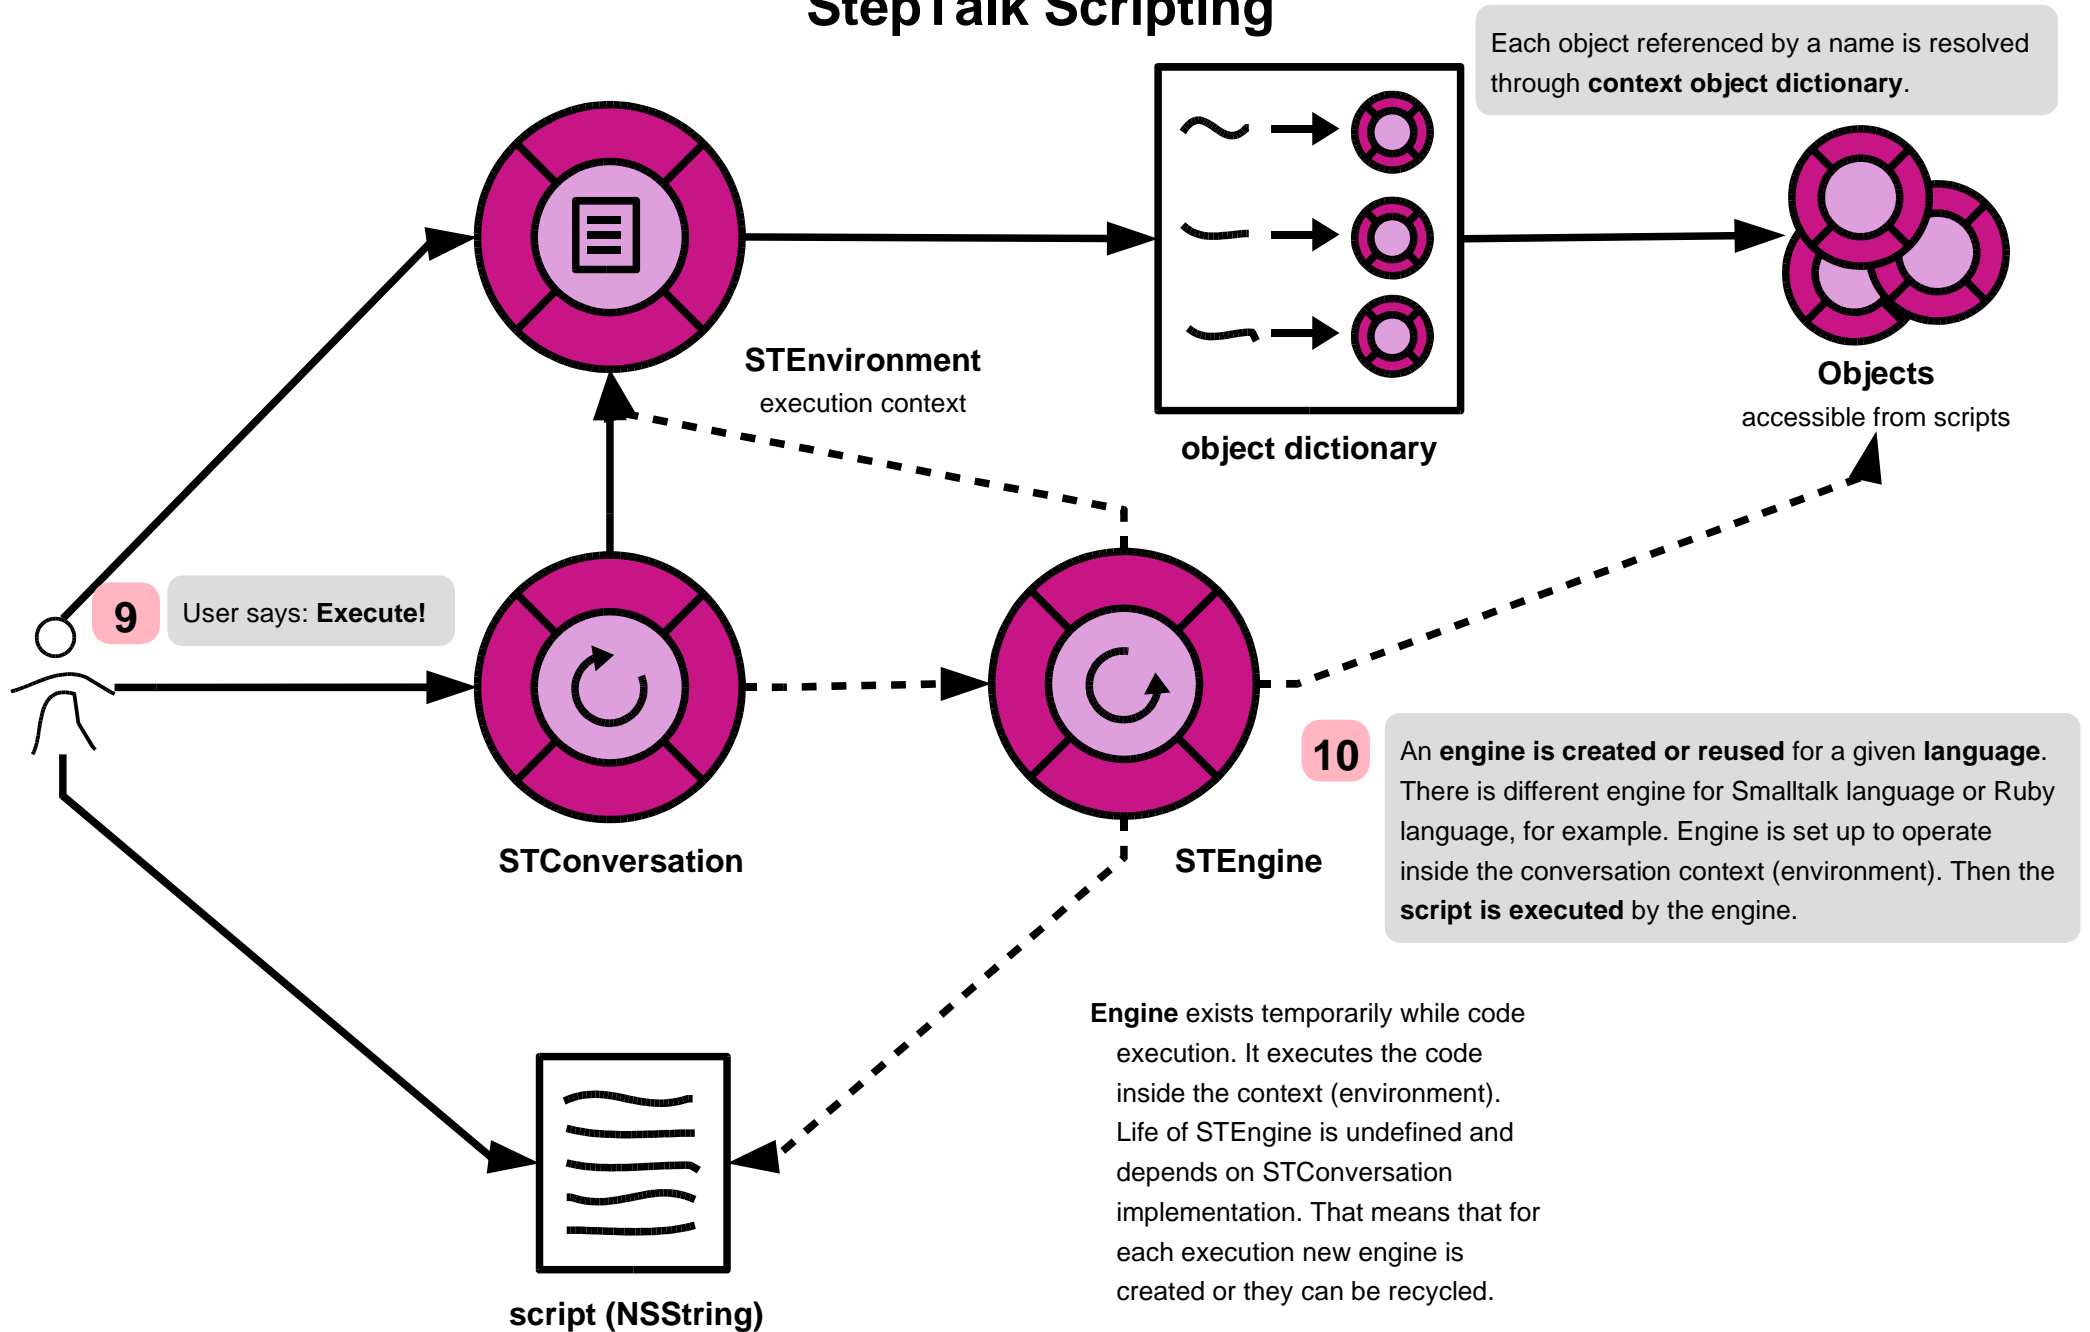 StepTalk Scripting
Each object referenced by a name is resolved
through context object dictionary.
STEnvironment
execution context
object dictionary
Objects
accessible from scripts
9
User says: Execute!
STConversation
STEngine
10
An engine is created or reused for a given language.
There is different engine for Smalltalk language or Ruby
language, for example. Engine is set up to operate
inside the conversation context (environment). Then the
script is executed by the engine.
Engine exists temporarily while code
execution. It executes the code
inside the context (environment).
Life of STEngine is undefined and
depends on STConversation
implementation. That means that for
each execution new engine is
created or they can be recycled.
script (NSString)